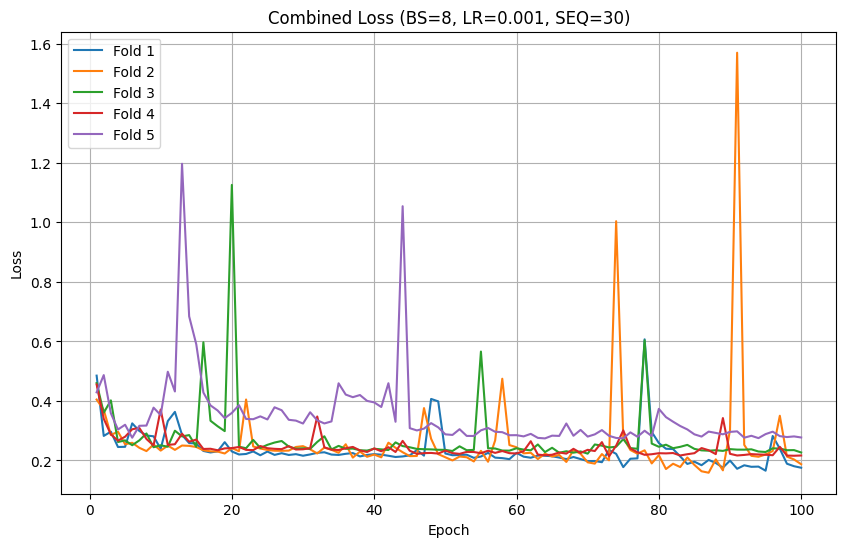 Combined Loss (BS=8, LR=0.001, SEQ=30)
Fold 1
Fold 2
Fold 3
Fold 4
Fold 5
Loss
1.6
1.4
1.2
1.0
0.8
0.6
0.4
0.2
0 20 40 60 80 100
Epoch